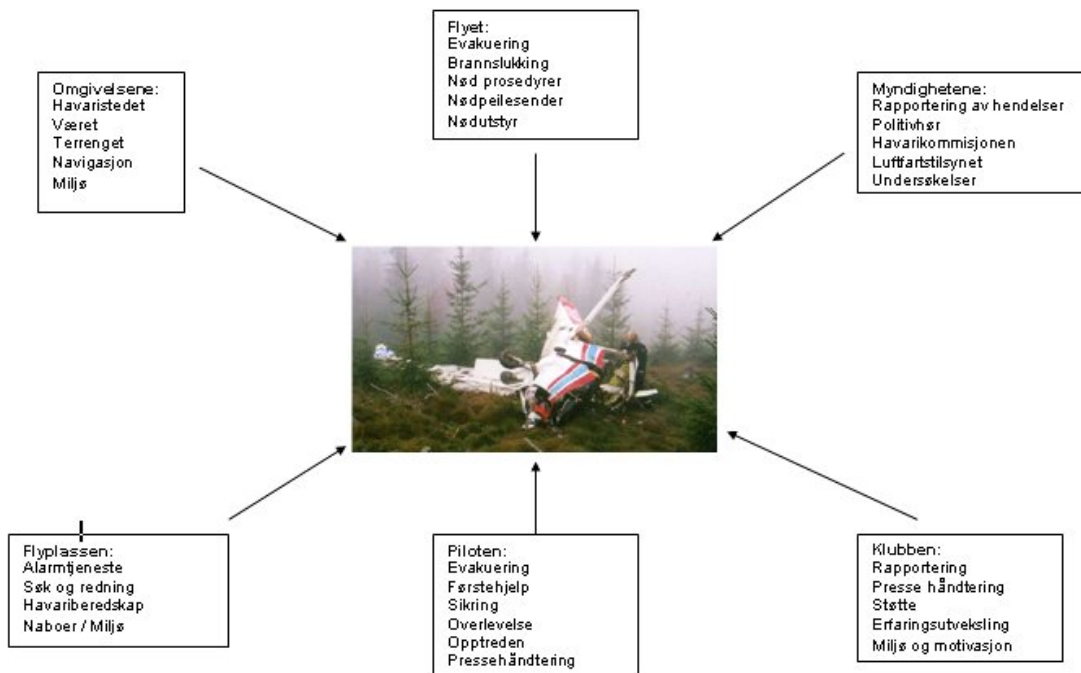 Flyet:
Evakuering
Brannslukking
Nød prosedyrer
Nødpeilesender
Nødutstyr
Omgivelsene:
Havaristedet
Været
Terrenget
Navigasjon
Miljø
Myndighetene:
Rapportering av hendelser
Politivhør
Havarikommisjonen
Luftfartstilsynet
Undersøkelser
Flyplassen:
Alarmtjeneste
Søk og redning
Havariberedskap
Naboer / Miljø
Piloten:
Evakuering
Førstehjelp
Sikring
Overlevelse
Opptreden
Pressehåndtering
Klubben:
Rapportering
Presse håndtering
Støtte
Erfaringsutveksling
Miljø og motivasjon